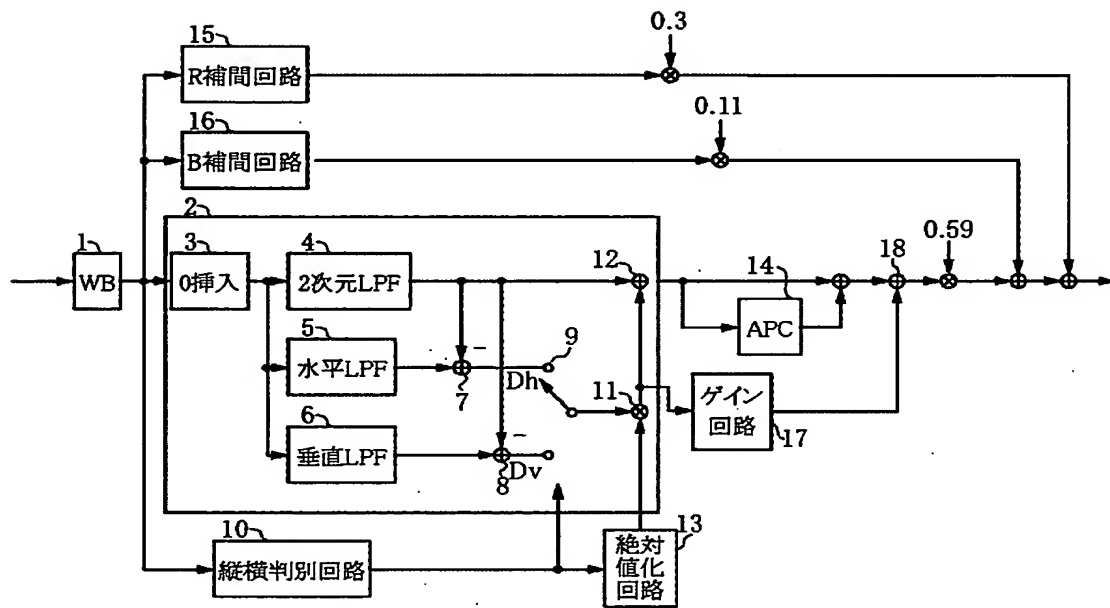 15
R補間回路
0.3
16
B補間回路
0.11
2
1
WB
3
0挿入
4
2次元LPF
12
14
APC
18
0.59
5
水平LPF
−
7
Dh
9
11
ゲイン
回路
17
6
垂直LPF
−
8
Dv
10
縦横判別回路
絶対
値化
回路
13